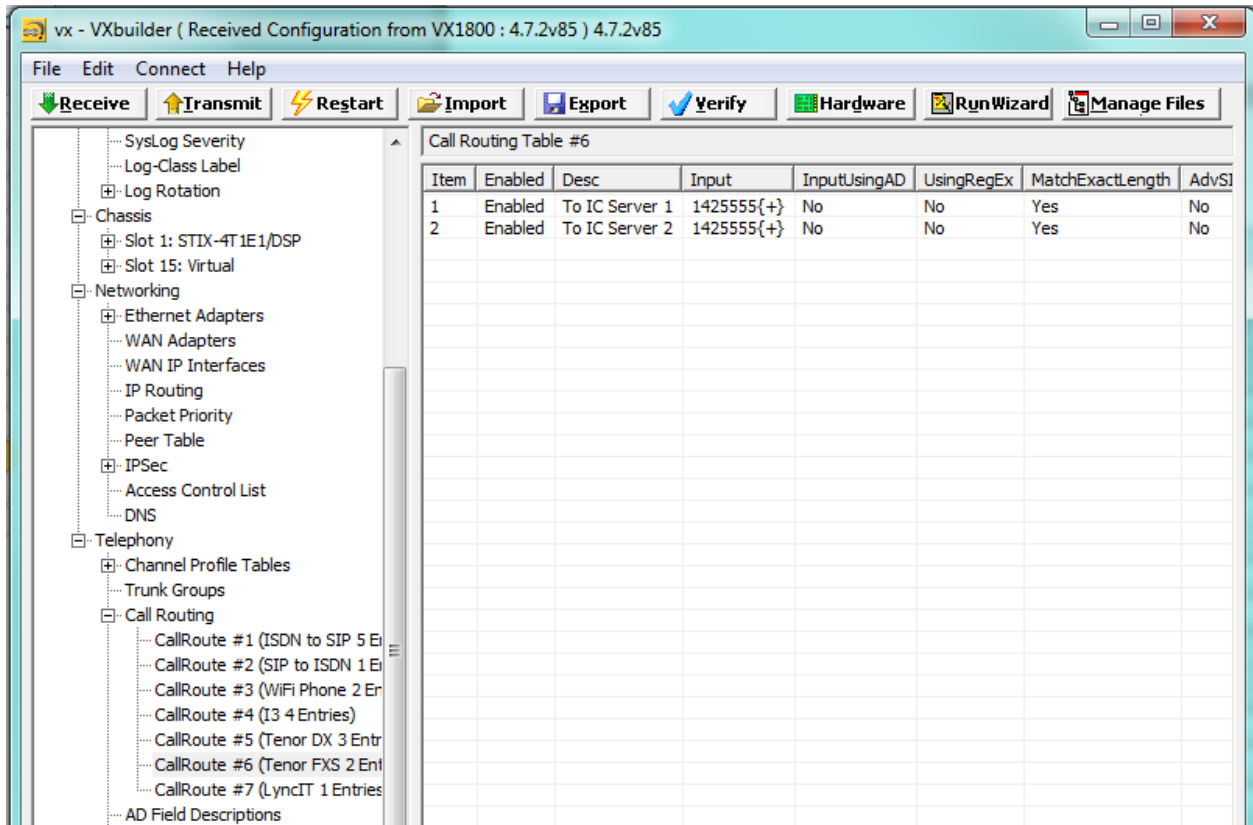 vx - VXbuilder ( Received Configuration from VX1800 : 4.7.2v85 ) 4.7.2v85
File Edit Connect Help
Receive Transmit Restart Import Export Verify Hardware Run Wizard Manage Files
SysLog Severity
Log-Class Label
Log Rotation
Chassis
Slot 1: STIX-4T1E1/DSP
Slot 15: Virtual
Networking
Ethernet Adapters
WAN Adapters
WAN IP Interfaces
IP Routing
Packet Priority
Peer Table
IPSec
Access Control List
DNS
Telephony
Channel Profile Tables
Trunk Groups
Call Routing
CallRoute #1 (ISDN to SIP 5 En
CallRoute #2 (SIP to ISDN 1 En
CallRoute #3 (WiFi Phone 2 En
CallRoute #4 (I3 4 Entries)
CallRoute #5 (Tenor DX 3 Entr
CallRoute #6 (Tenor FXS 2 Ent
CallRoute #7 (LyncIT 1 Entries
AD Field Descriptions
Call Routing Table #6
Item Enabled Desc Input InputUsingAD UsingRegEx MatchExactLength AdvSI
1 Enabled To IC Server 1 1425555{+} No No Yes No
2 Enabled To IC Server 2 1425555{+} No No Yes No